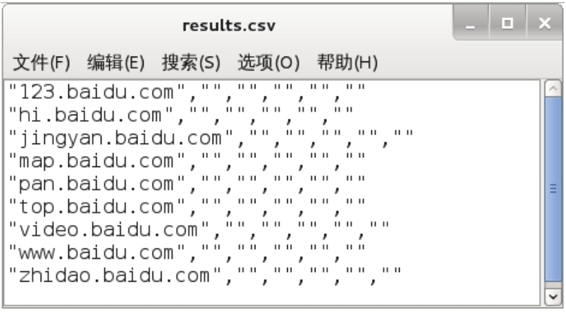 results.csv
文件(F) 编辑(E) 搜索(S) 选项(O) 帮助(H)
"123.baidu.com","","","","",""
"hi.baidu.com","","","","",""
"jingyan.baidu.com","","","","",""
"map.baidu.com","","","","",""
"pan.baidu.com","","","","",""
"top.baidu.com","","","","",""
"video.baidu.com","","","","",""
"www.baidu.com","","","","",""
"zhidao.baidu.com","","","","",""